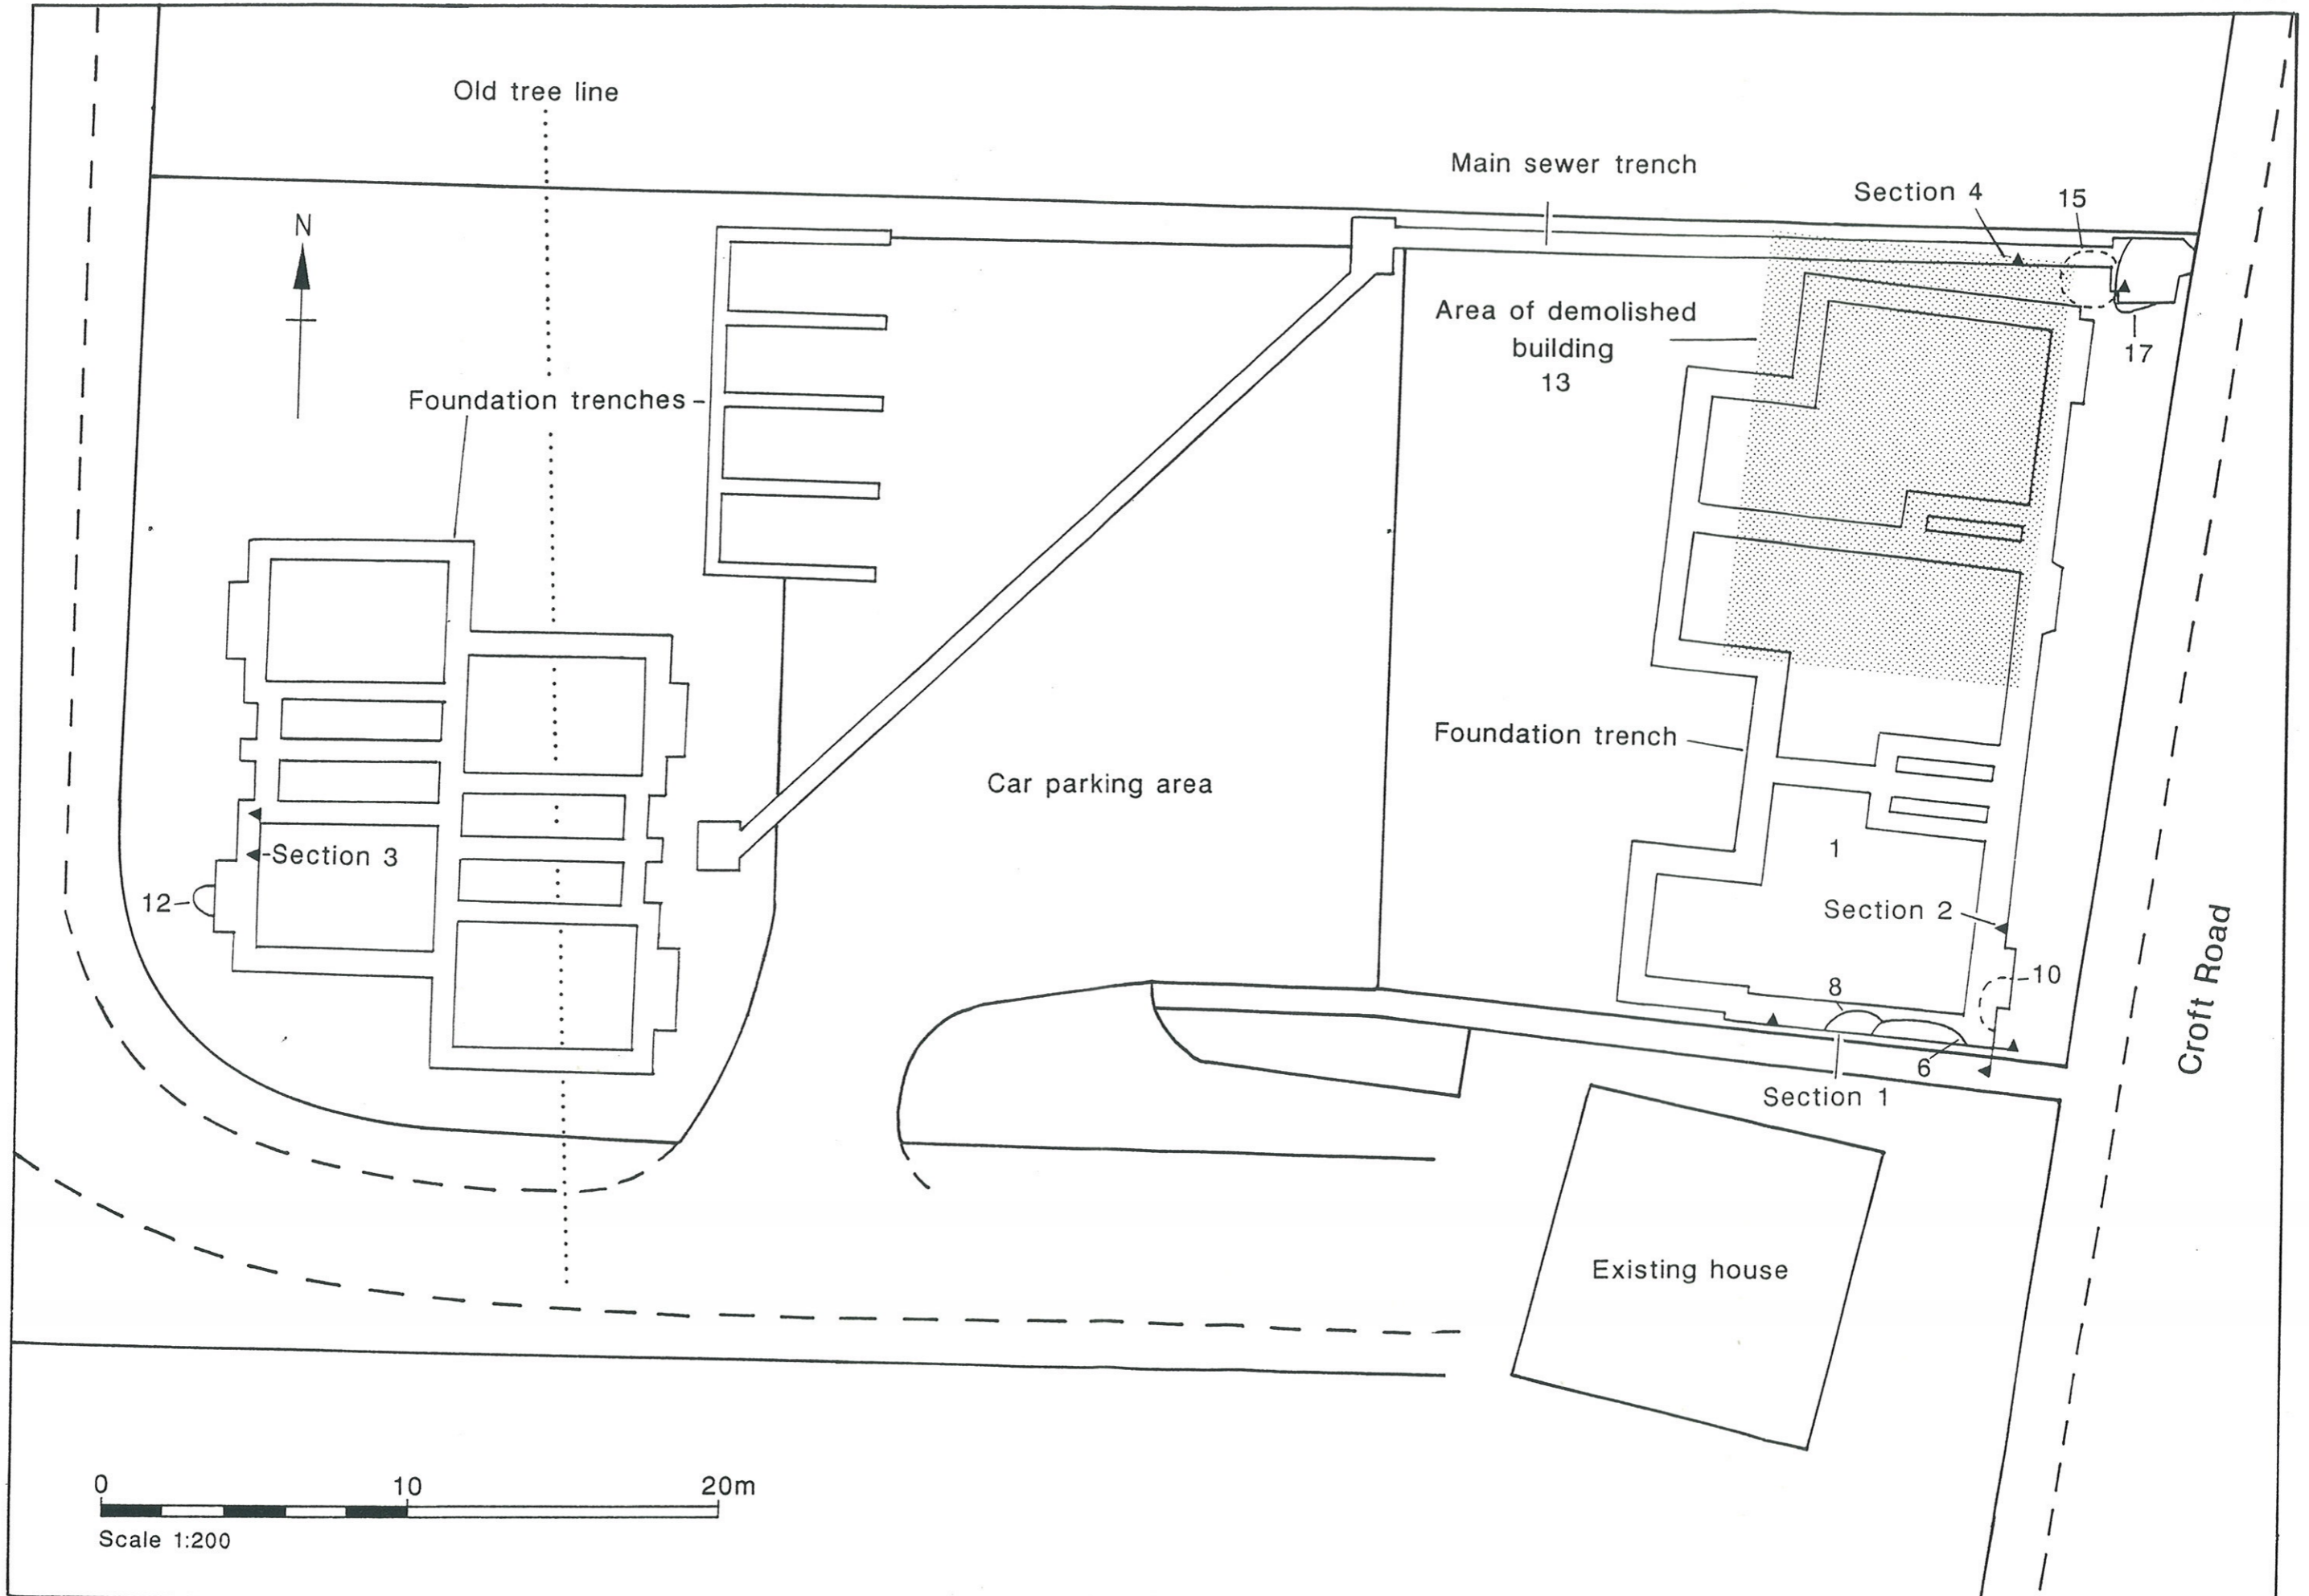 Old tree line
Main sewer trench
Section 4
15
N
Area of demolished
building
13
17
Foundation trenches
Foundation trench
Car parking area
1
Section 3
12
Section 2
10
8
6
Section 1
Croft Road
Existing house
0 10 20m
Scale 1:200